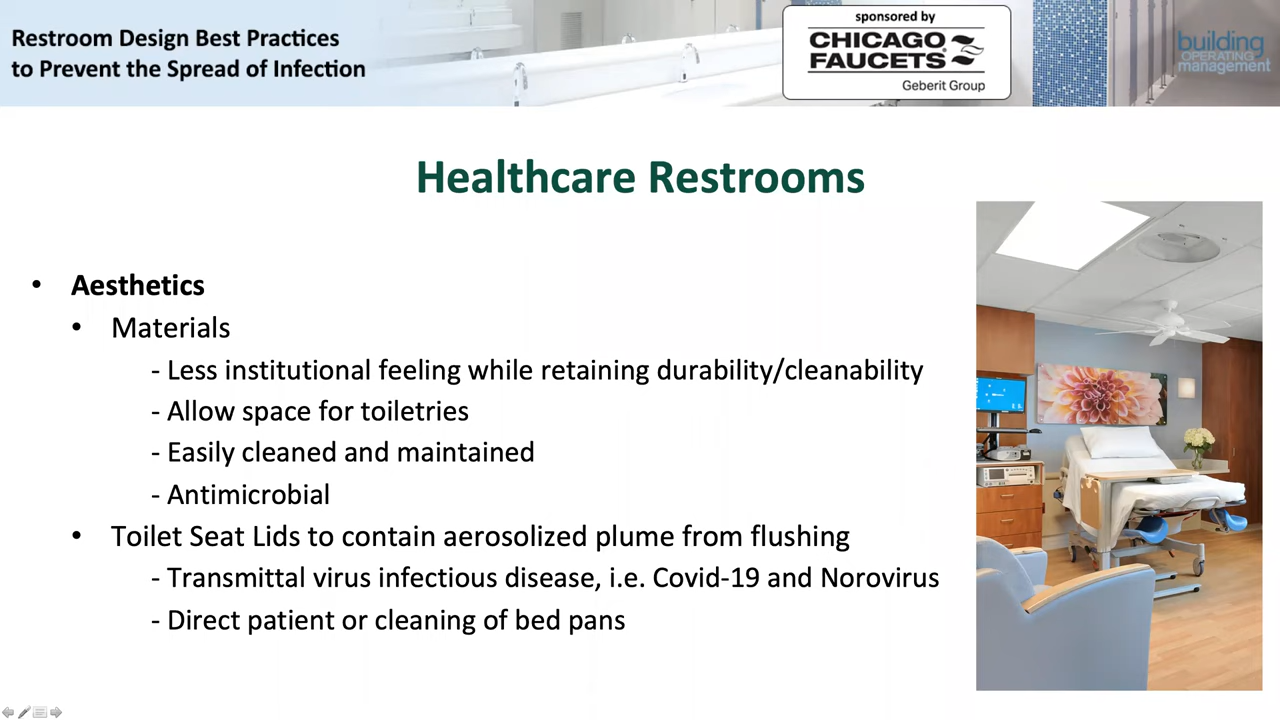 Restroom Design Best Practices
to Prevent the Spread of Infection
sponsored by
CHICAGO
FAUCETS
Geberit Group
building
OPERATING
management
Healthcare Restrooms
• Aesthetics
• Materials
- Less institutional feeling while retaining durability/cleanability
- Allow space for toiletries
- Easily cleaned and maintained
- Antimicrobial
• Toilet Seat Lids to contain aerosolized plume from flushing
- Transmittal virus infectious disease, i.e. Covid-19 and Norovirus
- Direct patient or cleaning of bed pans